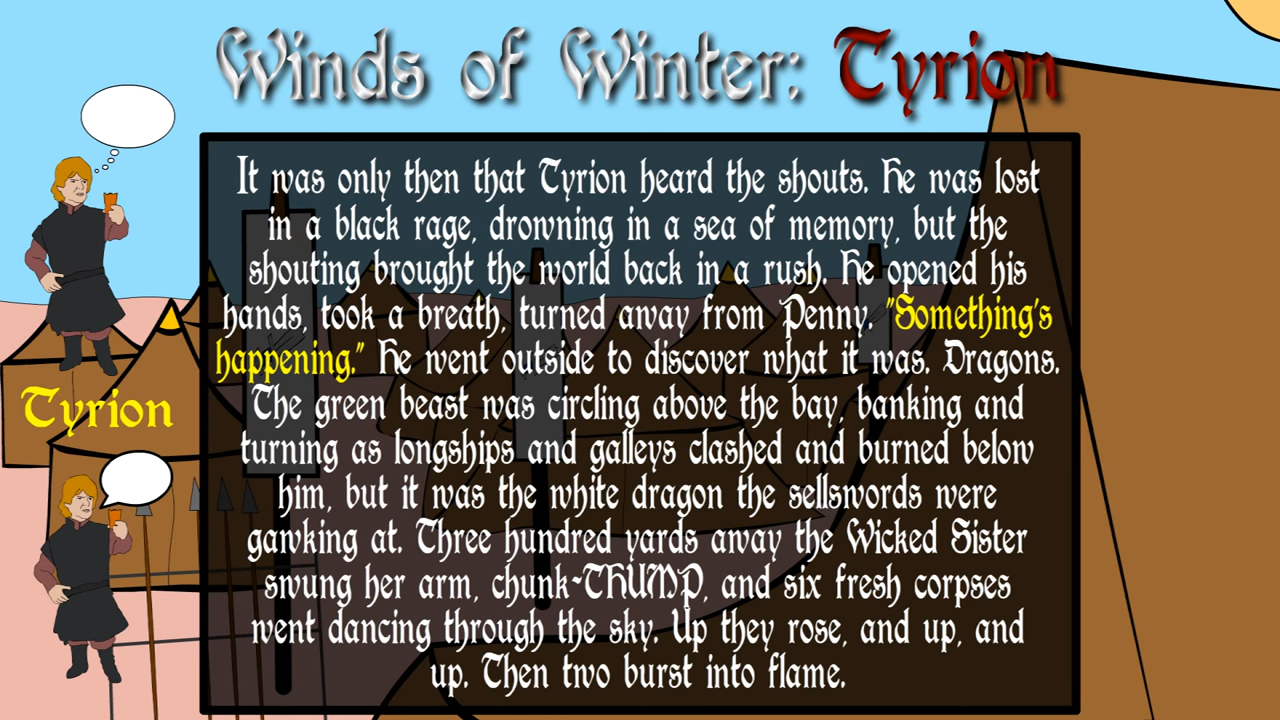 Winds of Winter: Tyrion
It was only then that Tyrion heard the shouts. He was lost
in a black rage, drowning in a sea of memory, but the
shouting brought the world back in a rush. He opened his
hands, took a breath, turned away from Penny. "Something's
happening." He went outside to discover what it was. Dragons.
The green beast was circling above the bay, banking and
turning as longships and galleys clashed and burned below
him, but it was the white dragon the sellswords were
gawking at. Three hundred yards away the Wicked Sister
swung her arm, chunk-THUMP, and six fresh corpses
went dancing through the sky. Up they rose, and up, and
up. Then two burst into flame.
Tyrion